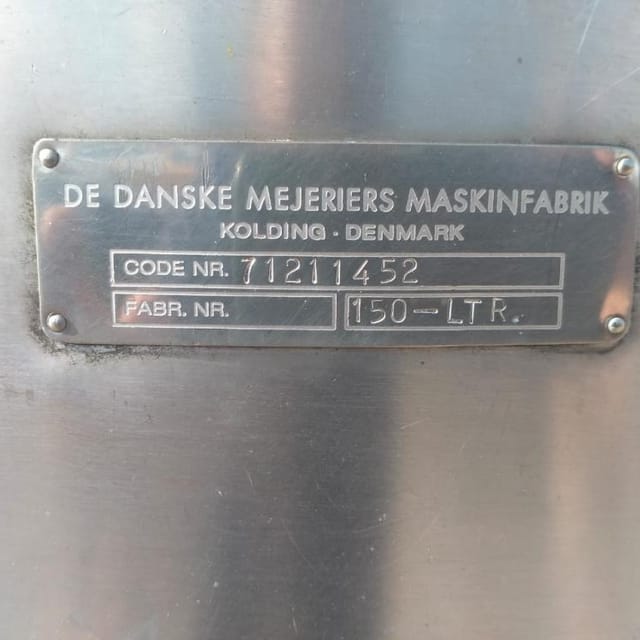 DE DANSKE MEJERIERS MASKINFABRIK
KOLDING · DENMARK
CODE NR. 71211452
FABR. NR. 150-LTR.